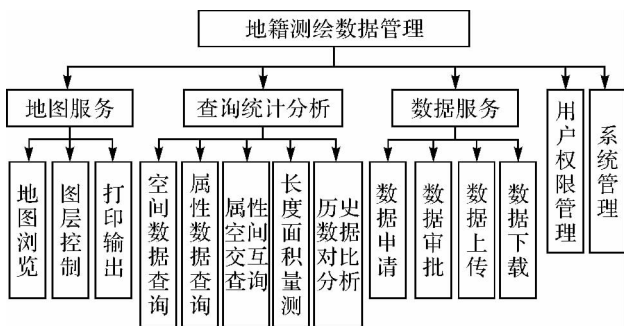 地籍测绘数据管理
地图服务
查询统计分析
数据服务
用户权限管理
系统管理
地图浏览
图层控制
打印输出
空间数据查询
属性数据查询
属性空间交互查询
长度面积量测
历史数据对比分析
数据申请
数据审批
数据上传
数据下载